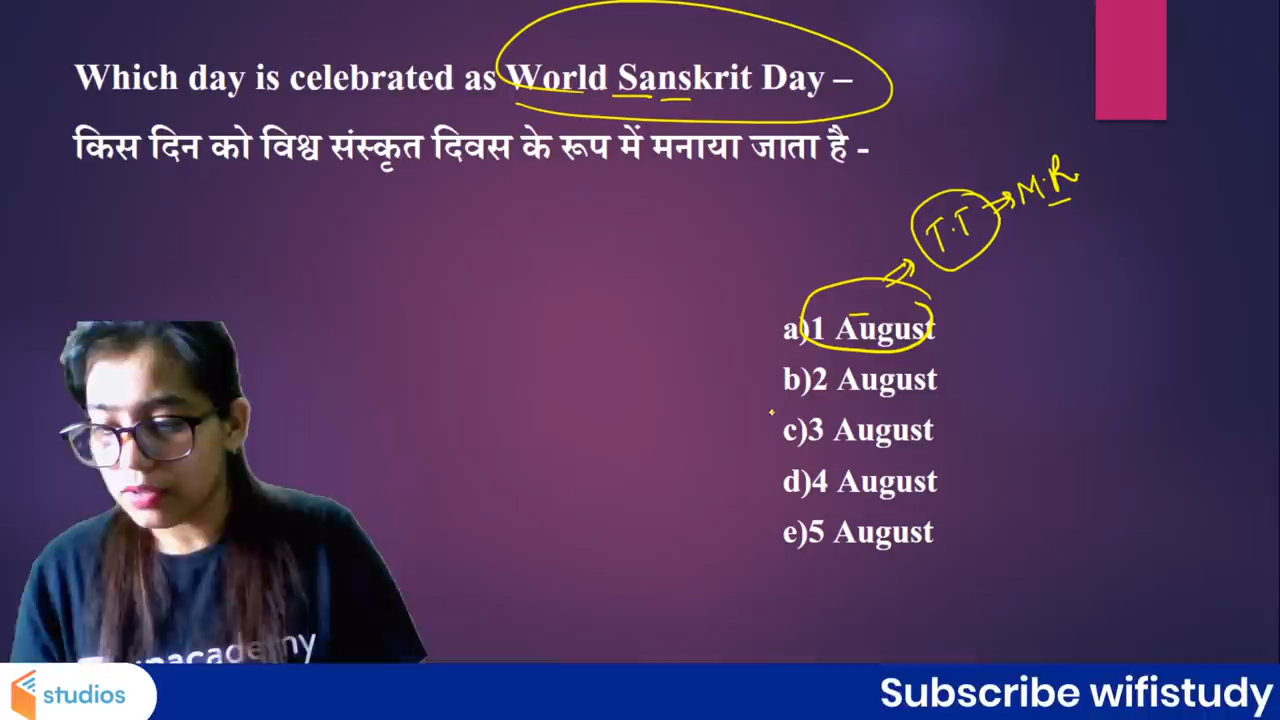 Which day is celebrated as World Sanskrit Day –
किस दिन को विश्व संस्कृत दिवस के रूप में मनाया जाता है -
T.T ⇒ M.R
a)1 August
b)2 August
c)3 August
d)4 August
e)5 August
unacademy
studios
Subscribe wifistudy